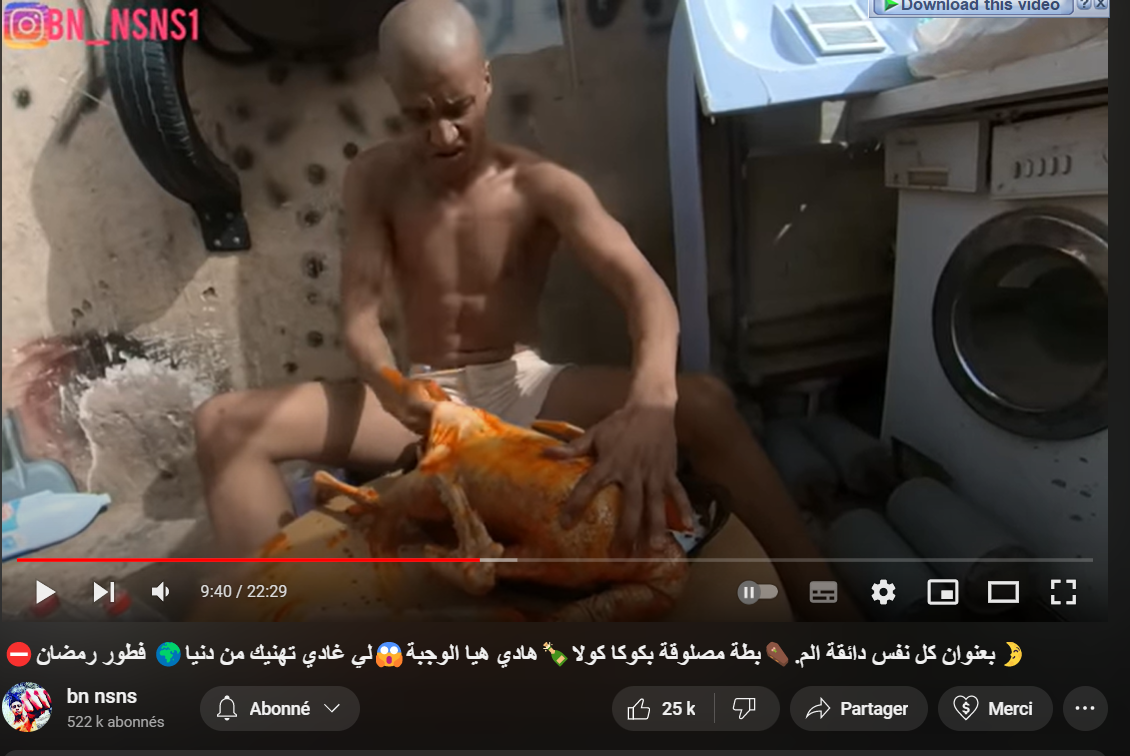 BN_NSNS1
Download this video
9:40 / 22:29
🌛 بعنوان كل نفس دائقة الم. 🍗 بطة مصلوقة بكوكا كولا 🍾 هادي هيا الوجبة 😱 لي غادي تهنيك من دنيا 🌍 فطور رمضان ⛔
bn nsns
522 k abonnés
Abonné
25 k
Partager
Merci